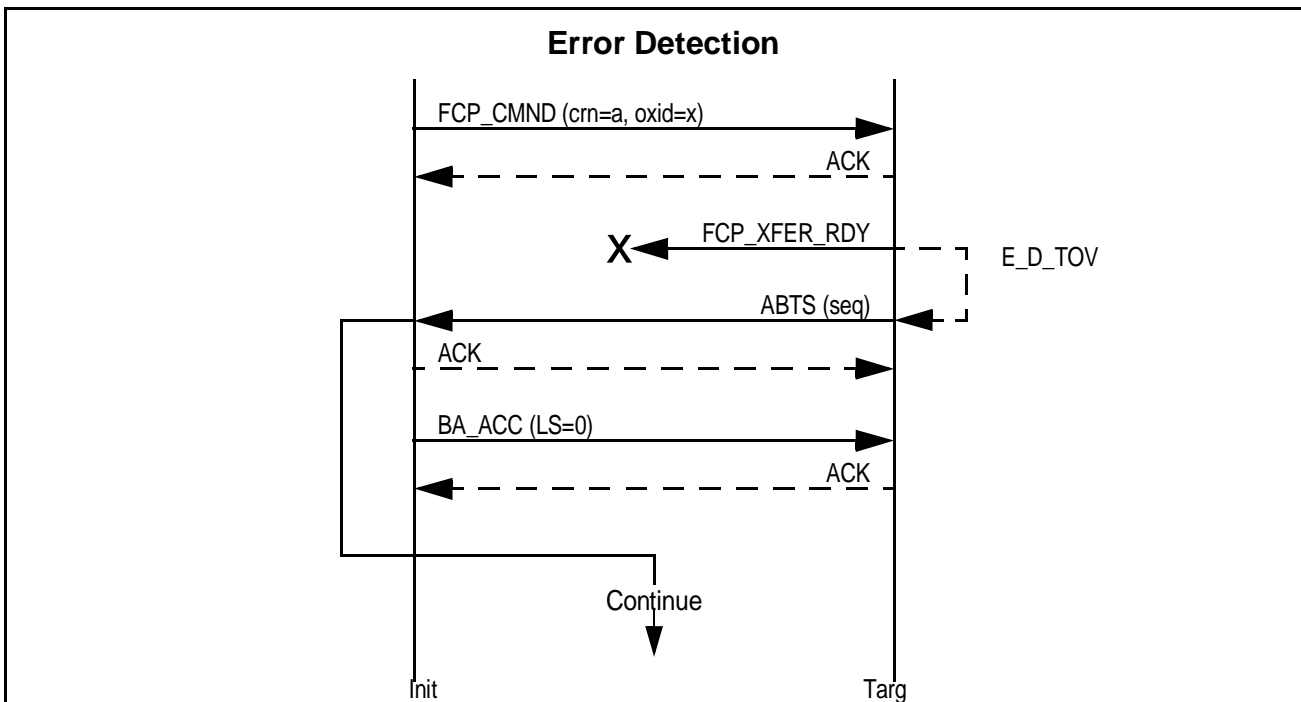 Error Detection
FCP_CMND (crn=a, oxid=x)
ACK
X
FCP_XFER_RDY
E_D_TOV
ABTS (seq)
ACK
BA_ACC (LS=0)
ACK
Continue
Init
Targ